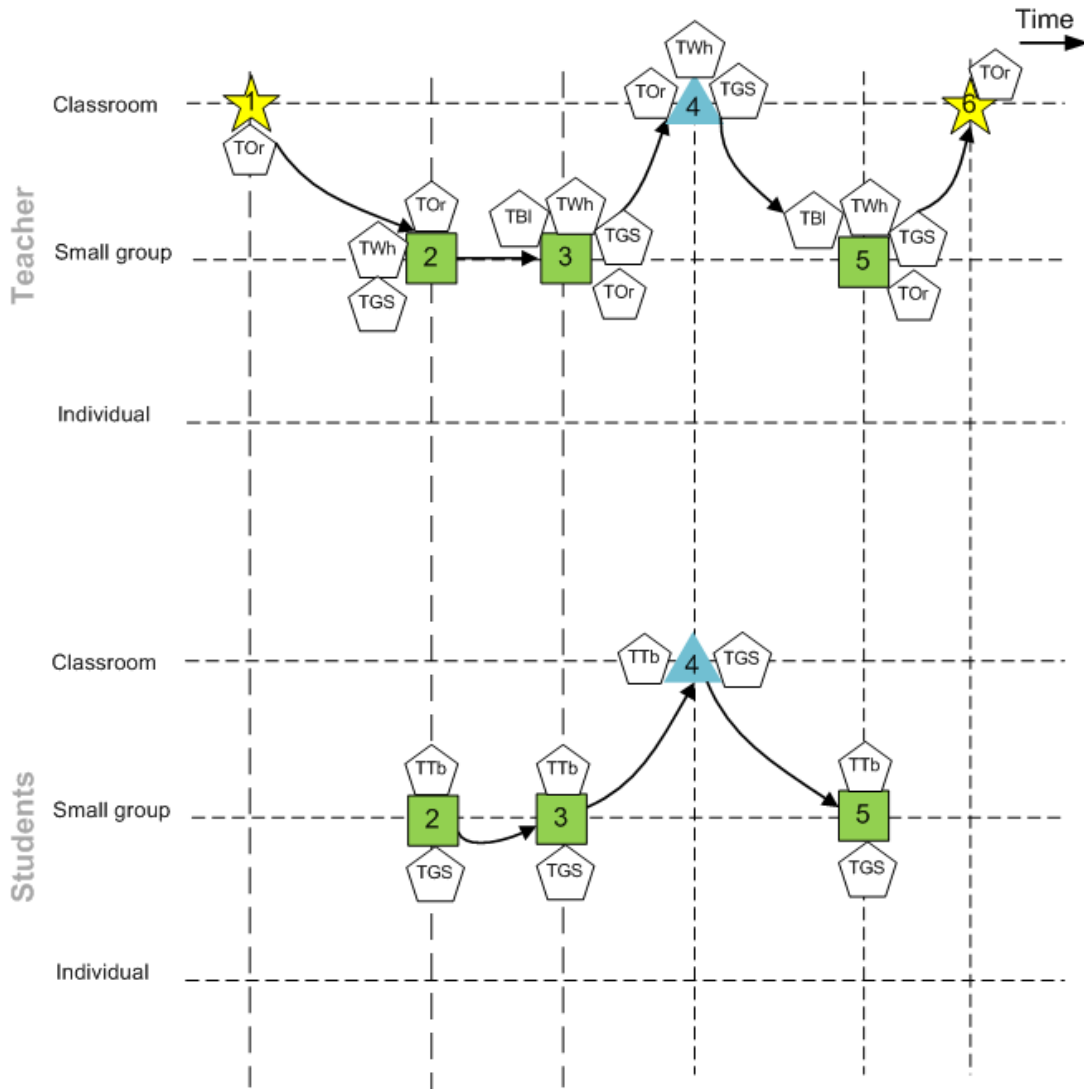 Time
TWh
TOr
TOr
TGS
Classroom
1
4
6
TOr
Teacher
TOr
TBl
TWh
TBl
TWh
TWh
TGS
TGS
Small group
2
3
5
TGS
TOr
TOr
Individual
Classroom
TTb
4
TGS
Students
TTb
TTb
TTb
Small group
2
3
5
TGS
TGS
TGS
Individual